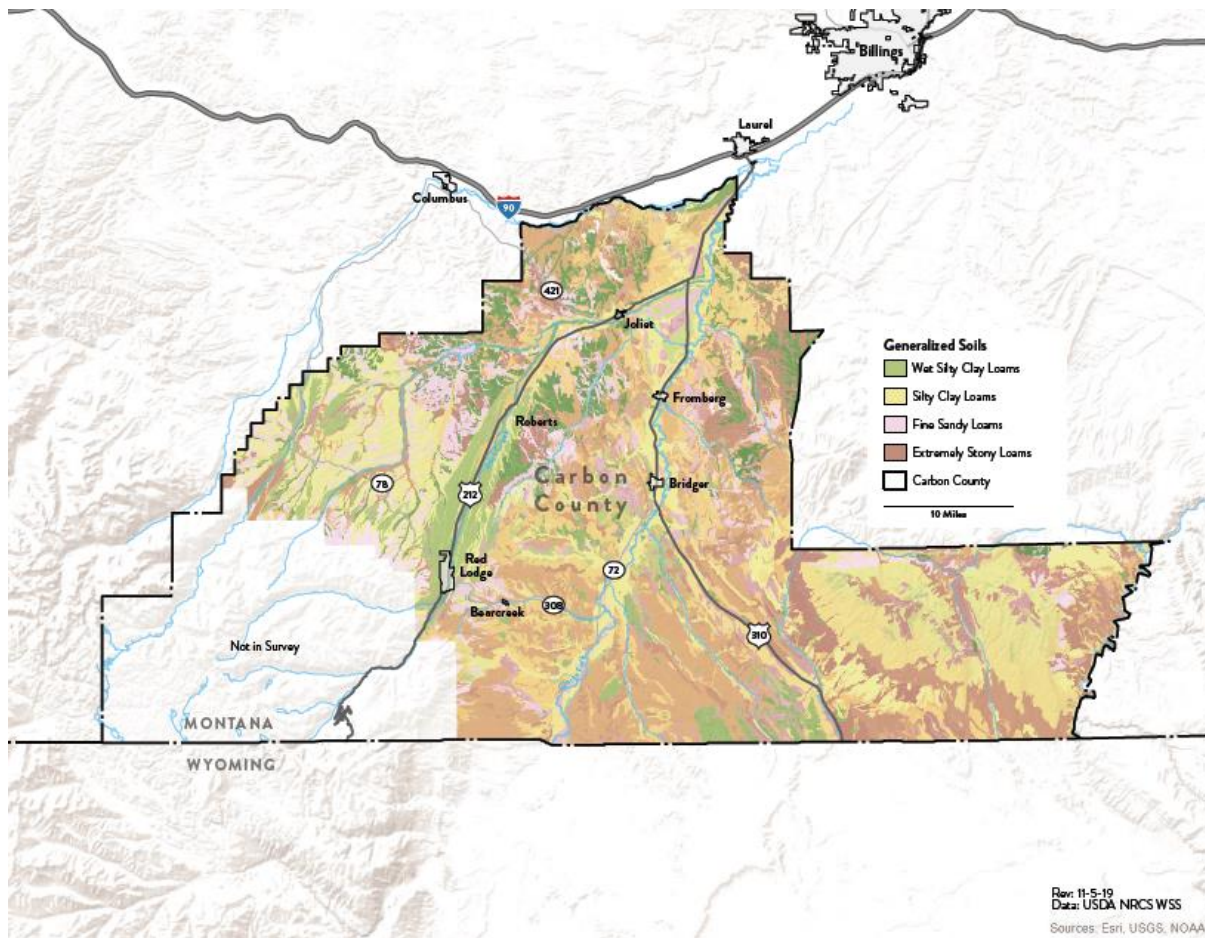 Billings
Laurel
Columbus
90
421
Joliet
Generalized Soils
Wet Silty Clay Loams
Silty Clay Loams
Fine Sandy Loams
Extremely Stony Loams
Carbon County
10 Miles
Fromberg
Roberts
Carbon
County
78
212
Bridger
Red
Lodge
72
Bearcreek
308
310
Not in Survey
MONTANA
WYOMING
Rev: 11-5-19
Data: USDA NRCS WSS
Sources: Esri, USGS, NOAA